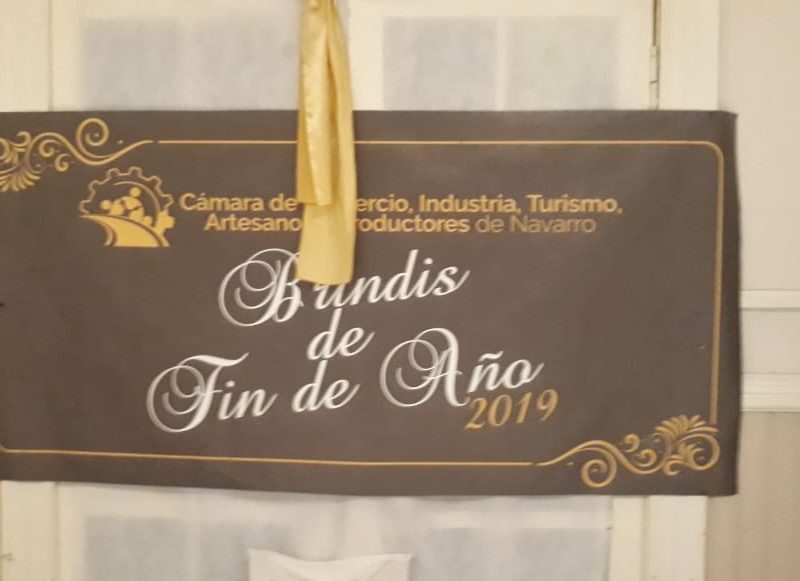 Cámara de ercio, Industria, Turismo,
Artesano roductores de Navarro
Brindis
de
Fin de Año
2019